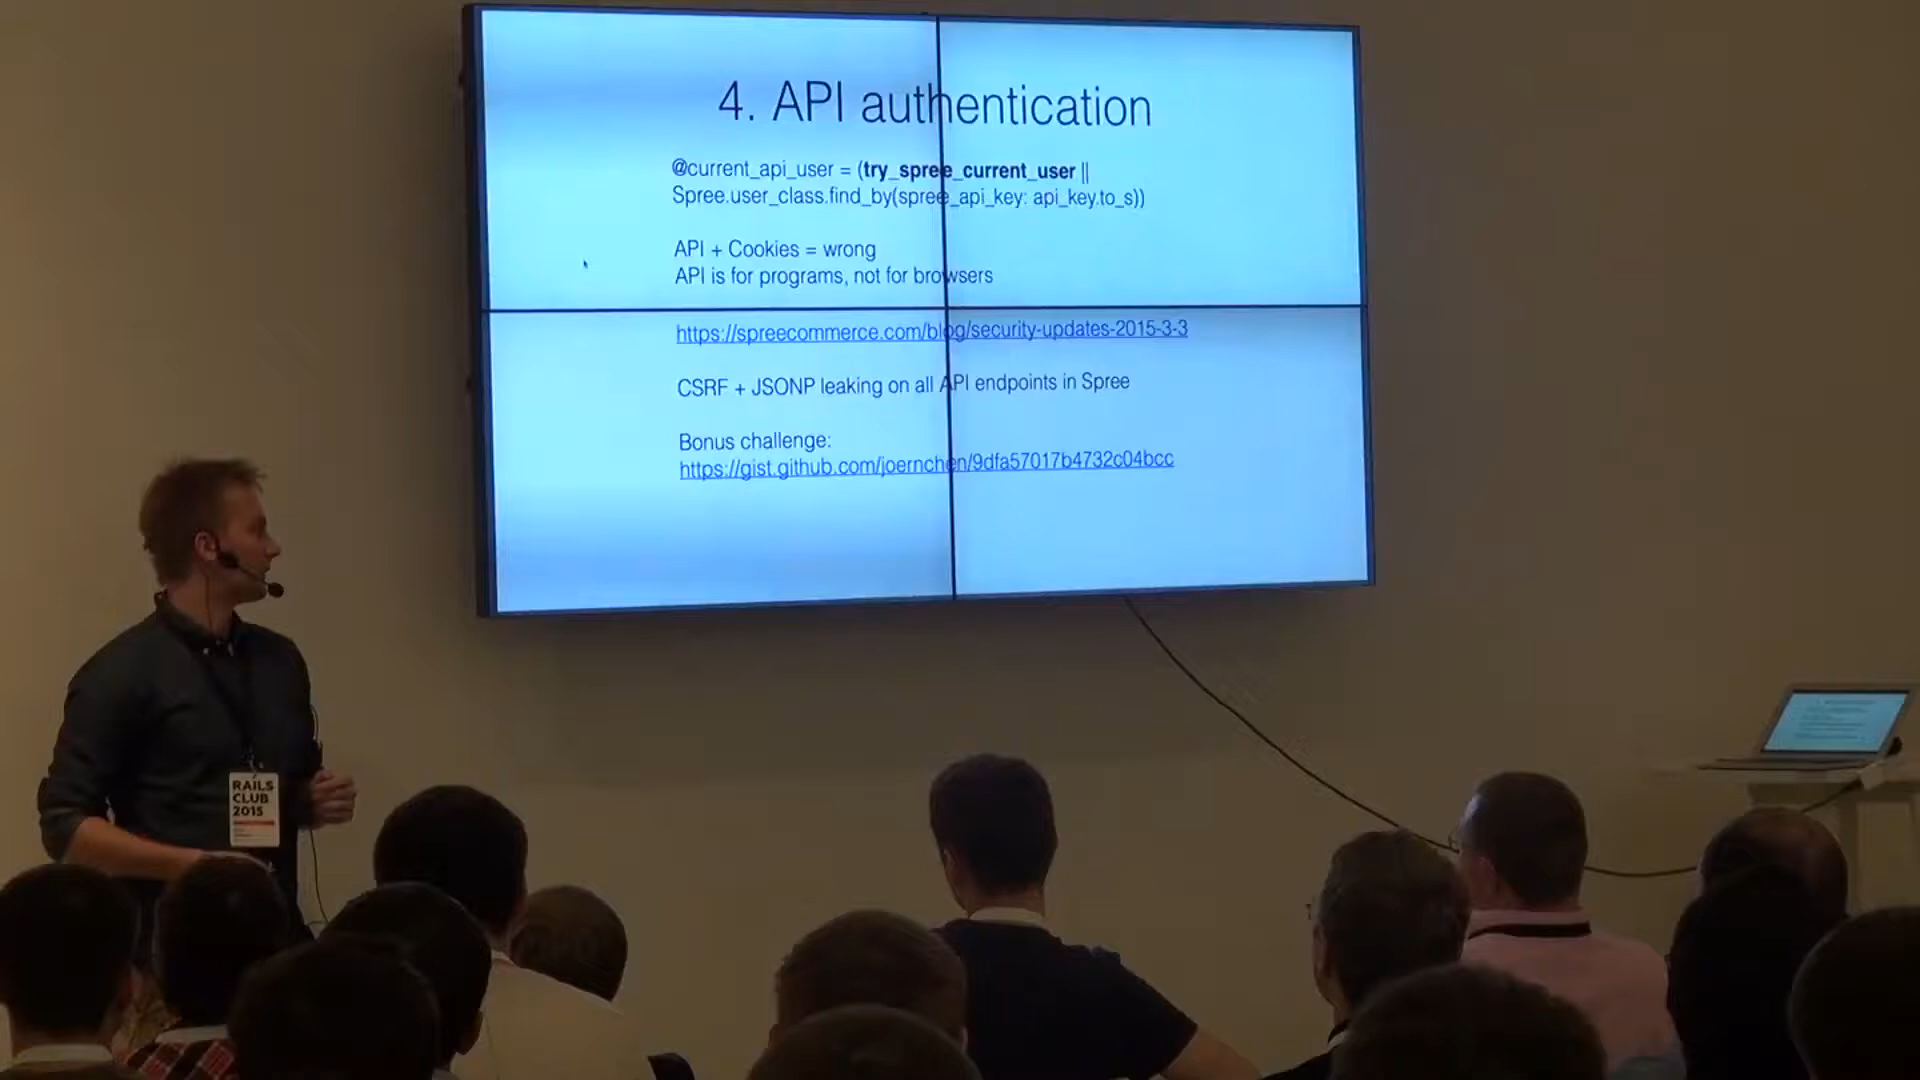 4. API authentication
@current_api_user = (try_spree_current_user ||
Spree.user_class.find_by(spree_api_key: api_key.to_s))
API + Cookies = wrong
API is for programs, not for browsers
https://spreecommerce.com/blog/security-updates-2015-3-3
CSRF + JSONP leaking on all API endpoints in Spree
Bonus challenge:
https://gist.github.com/joernchen/9dfa57017b4732c04bcc
RAILS
CLUB
2015